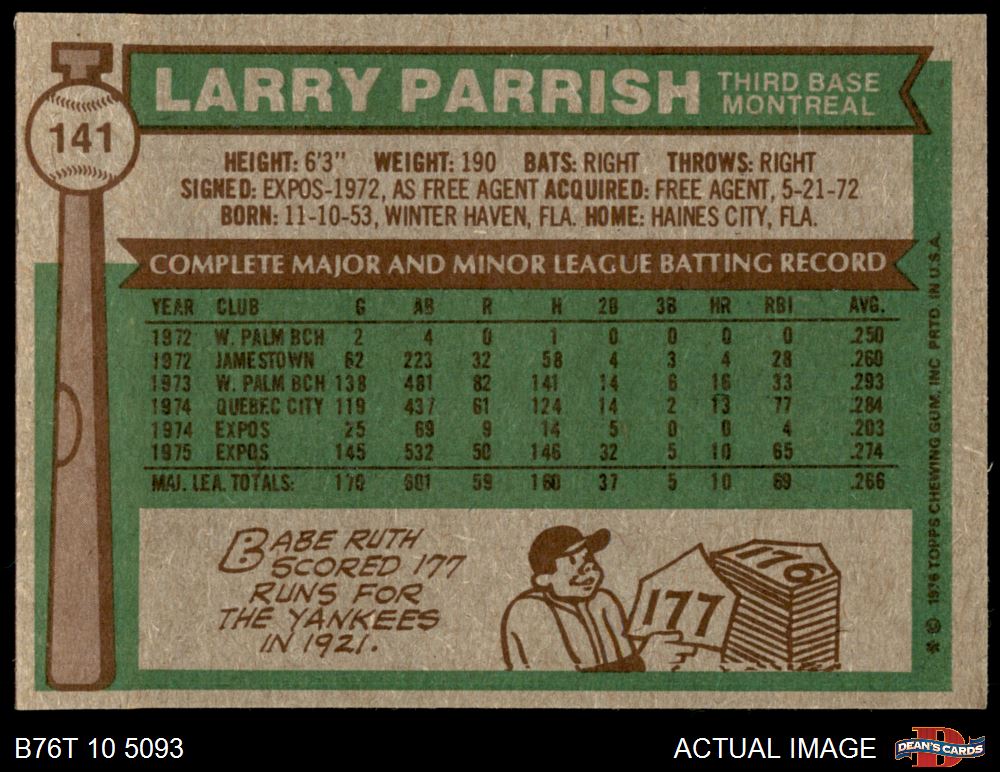 141
LARRY PARRISH
THIRD BASE
MONTREAL
HEIGHT: 6'3" WEIGHT: 190 BATS: RIGHT THROWS: RIGHT
SIGNED: EXPOS-1972, AS FREE AGENT ACQUIRED: FREE AGENT, 5-21-72
BORN: 11-10-53, WINTER HAVEN, FLA. HOME: HAINES CITY, FLA.
COMPLETE MAJOR AND MINOR LEAGUE BATTING RECORD
YEAR CLUB G AB R H 2B 3B HR RBI AVG.
1972 W. PALM BCH 2 4 0 1 0 0 0 0 .250
1972 JAMESTOWN 62 223 32 58 4 3 4 28 .260
1973 W. PALM BCH 138 481 82 141 14 6 16 33 .293
1974 QUEBEC CITY 119 437 61 124 14 2 13 77 .284
1974 EXPOS 25 69 9 14 5 0 0 4 .203
1975 EXPOS 145 532 50 146 32 5 10 65 .274
MAJ. LEA. TOTALS: 170 601 59 160 37 5 10 69 .266
BABE RUTH
SCORED 177
RUNS FOR
THE YANKEES
IN 1921.
177
176
* © 1976 TOPPS CHEWING GUM, INC PRTD. IN U.S.A.
B76T 10 5093
ACTUAL IMAGE
D
DEAN'S CARDS